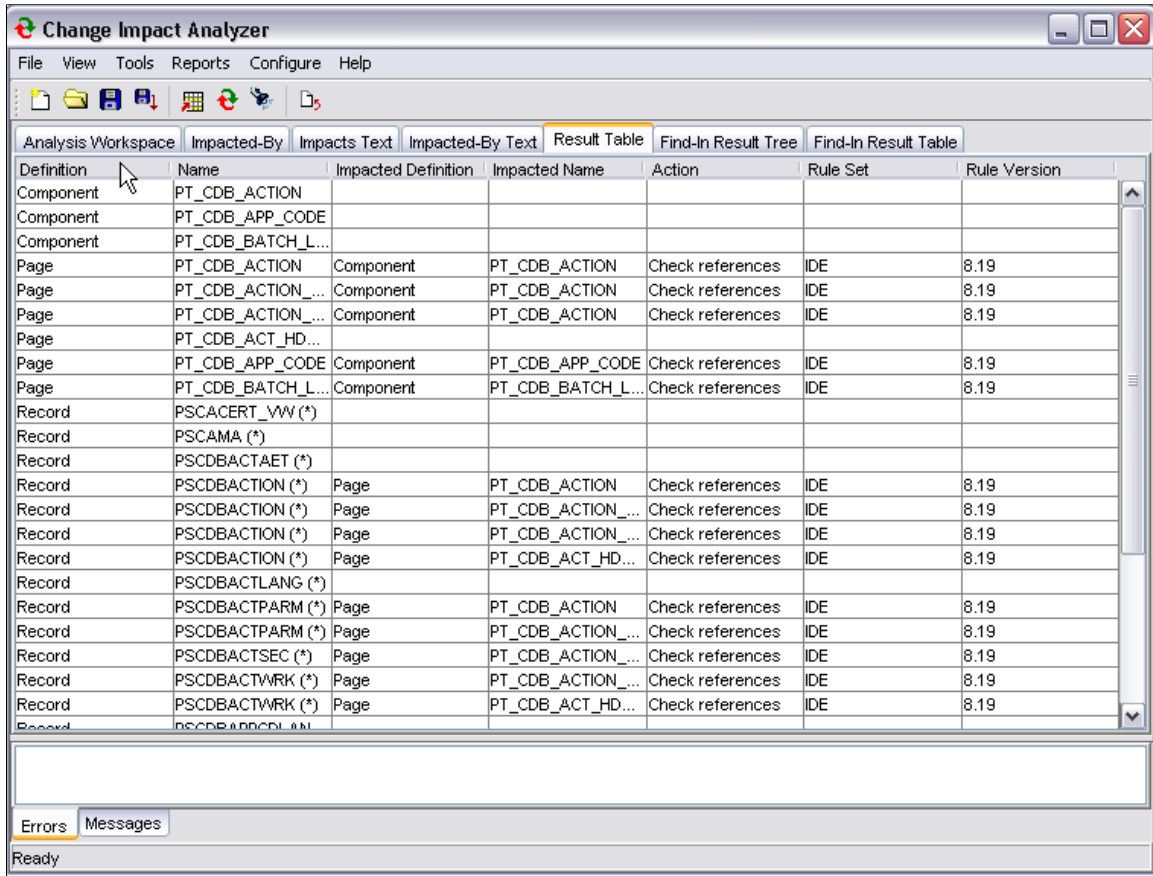 Change Impact Analyzer
File View Tools Reports Configure Help
Analysis Workspace Impacted-By Impacts Text Impacted-By Text Result Table Find-In Result Tree Find-In Result Table
Definition Name Impacted Definition Impacted Name Action Rule Set Rule Version
Component PT_CDB_ACTION
Component PT_CDB_APP_CODE
Component PT_CDB_BATCH_L...
Page PT_CDB_ACTION Component PT_CDB_ACTION Check references IDE 8.19
Page PT_CDB_ACTION_... Component PT_CDB_ACTION Check references IDE 8.19
Page PT_CDB_ACTION_... Component PT_CDB_ACTION Check references IDE 8.19
Page PT_CDB_ACT_HD...
Page PT_CDB_APP_CODE Component PT_CDB_APP_CODE Check references IDE 8.19
Page PT_CDB_BATCH_L... Component PT_CDB_BATCH_L... Check references IDE 8.19
Record PSCACERT_VW (*)
Record PSCAMA (*)
Record PSCDBACTAET (*)
Record PSCDBACTION (*) Page PT_CDB_ACTION Check references IDE 8.19
Record PSCDBACTION (*) Page PT_CDB_ACTION_... Check references IDE 8.19
Record PSCDBACTION (*) Page PT_CDB_ACTION_... Check references IDE 8.19
Record PSCDBACTION (*) Page PT_CDB_ACT_HD... Check references IDE 8.19
Record PSCDBACTLANG (*)
Record PSCDBACTPARM (*) Page PT_CDB_ACTION Check references IDE 8.19
Record PSCDBACTPARM (*) Page PT_CDB_ACTION_... Check references IDE 8.19
Record PSCDBACTSEC (*) Page PT_CDB_ACTION_... Check references IDE 8.19
Record PSCDBACTWRK (*) Page PT_CDB_ACTION_... Check references IDE 8.19
Record PSCDBACTWRK (*) Page PT_CDB_ACT_HD... Check references IDE 8.19
Record
Errors Messages
Ready